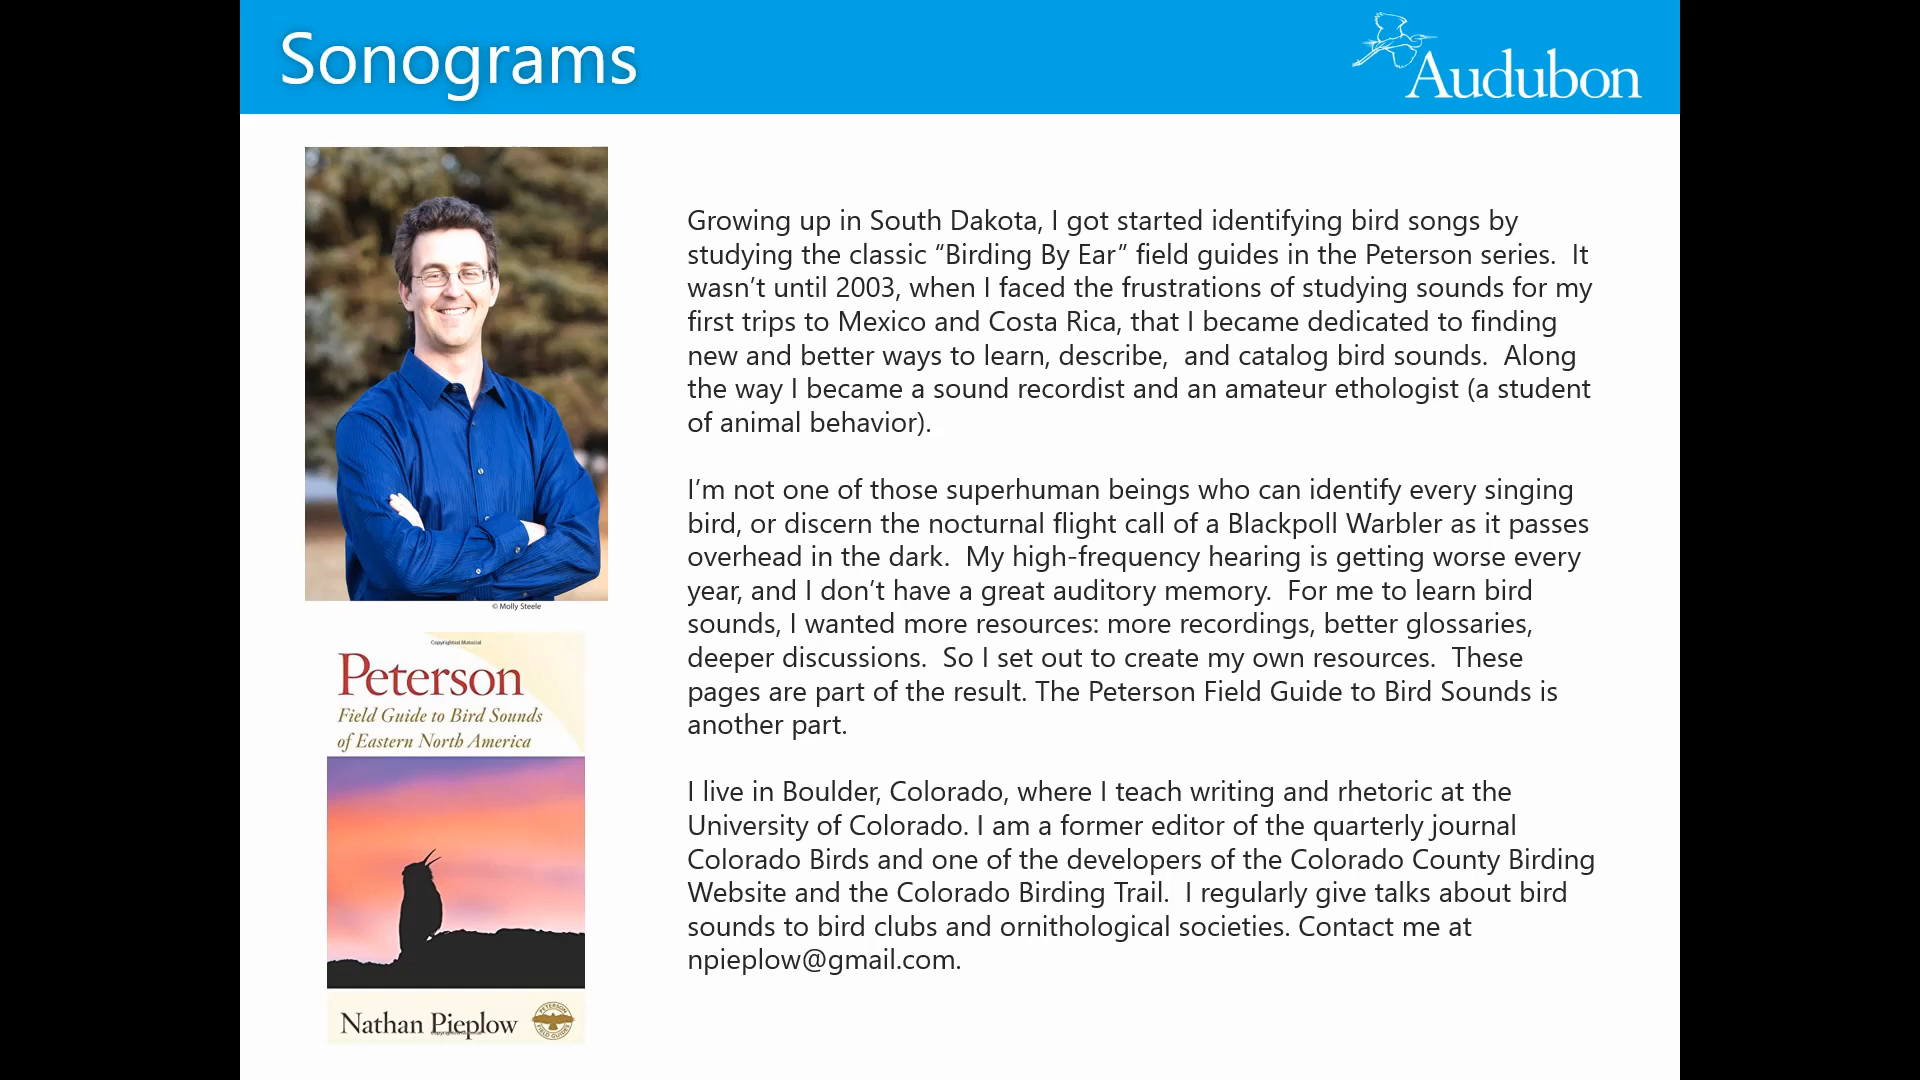 Sonograms
Audubon
Growing up in South Dakota, I got started identifying bird songs by
studying the classic “Birding By Ear” field guides in the Peterson series.  It
wasn’t until 2003, when I faced the frustrations of studying sounds for my
first trips to Mexico and Costa Rica, that I became dedicated to finding
new and better ways to learn, describe,  and catalog bird sounds.  Along
the way I became a sound recordist and an amateur ethologist (a student
of animal behavior).
I’m not one of those superhuman beings who can identify every singing
bird, or discern the nocturnal flight call of a Blackpoll Warbler as it passes
overhead in the dark.  My high-frequency hearing is getting worse every
year, and I don’t have a great auditory memory.  For me to learn bird
sounds, I wanted more resources: more recordings, better glossaries,
deeper discussions.  So I set out to create my own resources.  These
pages are part of the result. The Peterson Field Guide to Bird Sounds is
another part.
I live in Boulder, Colorado, where I teach writing and rhetoric at the
University of Colorado. I am a former editor of the quarterly journal
Colorado Birds and one of the developers of the Colorado County Birding
Website and the Colorado Birding Trail.  I regularly give talks about bird
sounds to bird clubs and ornithological societies. Contact me at
npieplow@gmail.com.
© Molly Steele
Copyrighted Material
Peterson
Field Guide to Bird Sounds
of Eastern North America
Nathan Pieplow
PETERSON
FIELD GUIDES